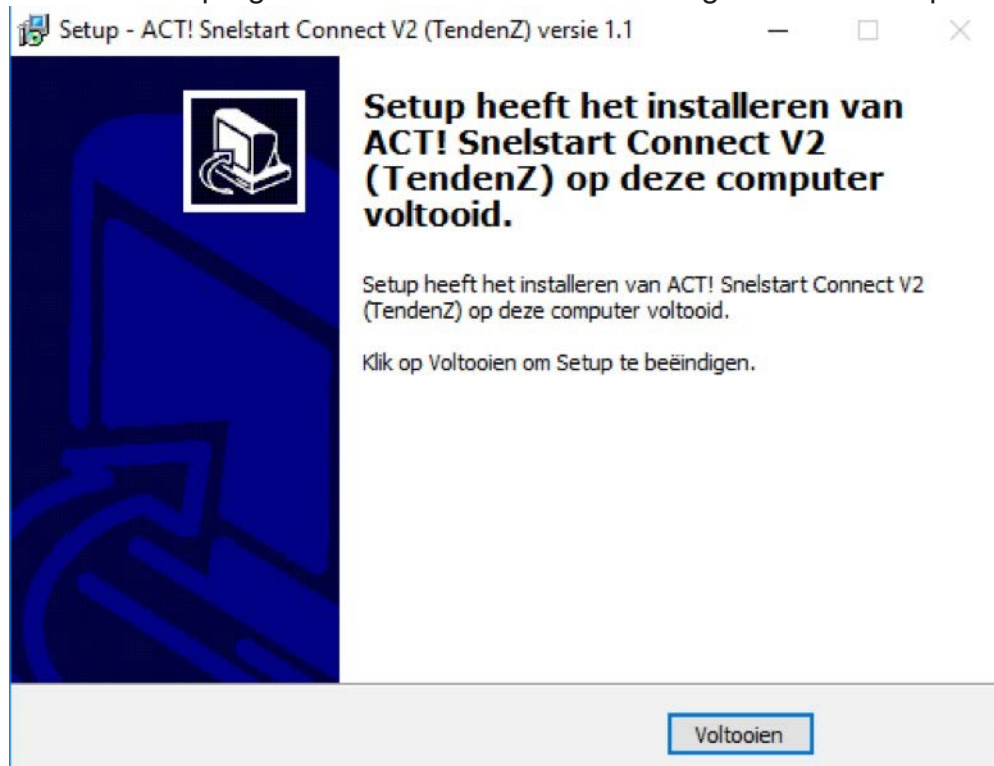 Setup - ACT! Snelstart Connect V2 (TendenZ) versie 1.1
Setup heeft het installeren van
ACT! Snelstart Connect V2
(TendenZ) op deze computer
voltooid.
Setup heeft het installeren van ACT! Snelstart Connect V2
(TendenZ) op deze computer voltooid.
Klik op Voltooien om Setup te beëindigen.
Voltooien